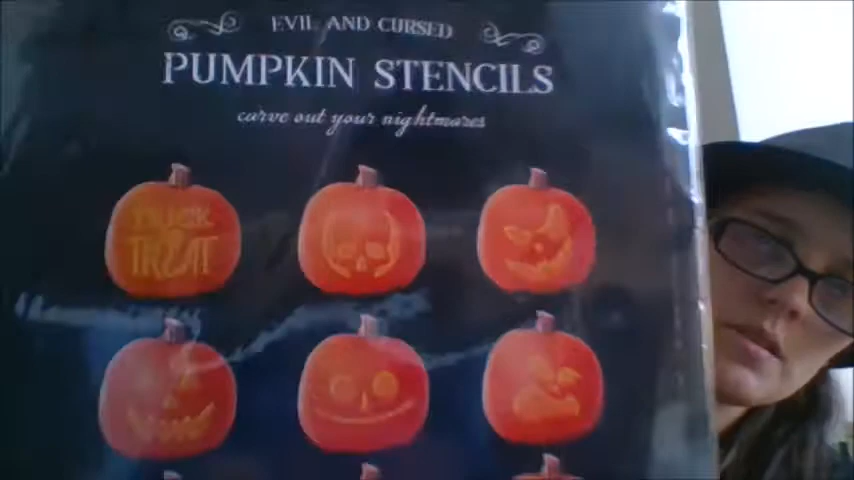 EVIL AND CURSED
PUMPKIN STENCILS
carve out your nightmares
TRICK
TREAT